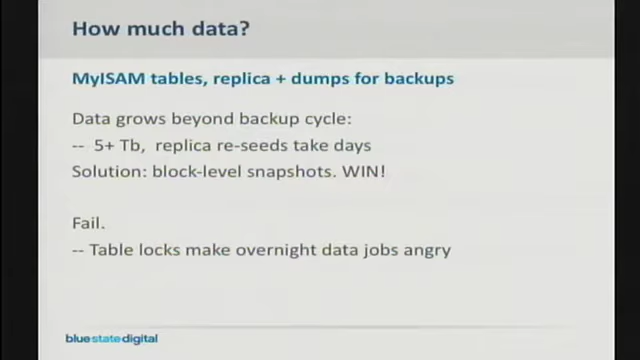 How much data?
MyISAM tables, replica + dumps for backups
Data grows beyond backup cycle:
-- 5+ Tb, replica re-seeds take days
Solution: block-level snapshots. WIN!
Fail.
-- Table locks make overnight data jobs angry
bluestatedigital